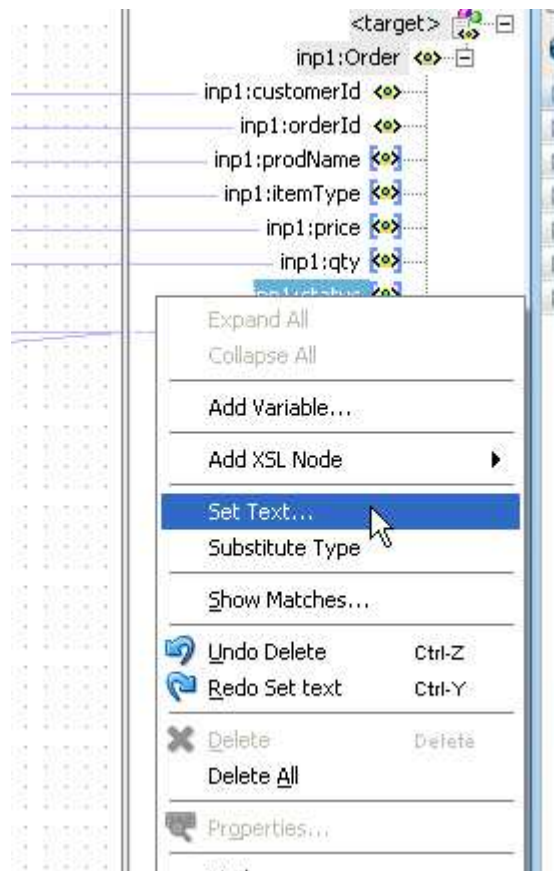 <target>
inp1:Order
inp1:customerId
inp1:orderId
inp1:prodName
inp1:itemType
inp1:price
inp1:qty
inp1:status
Expand All
Collapse All
Add Variable...
Add XSL Node
Set Text...
Substitute Type
Show Matches...
Undo Delete Ctrl-Z
Redo Set text Ctrl-Y
Delete Delete
Delete All
Properties...